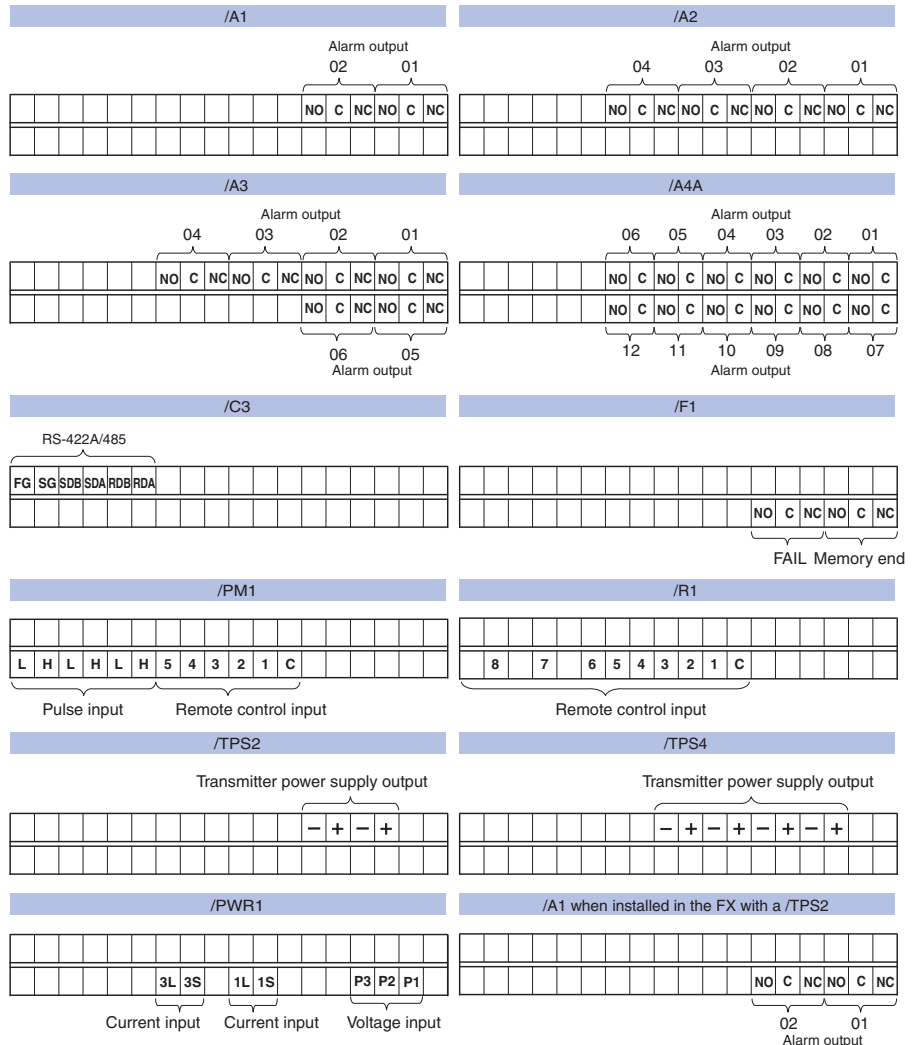 /A1
/A2
Alarm output
02 01
NO C NC NO C NC
Alarm output
04 03 02 01
NO C NC NO C NC NO C NC NO C NC
/A3
/A4A
Alarm output
04 03 02 01
NO C NC NO C NC NO C NC NO C NC
NO C NC NO C NC
06 05
Alarm output
Alarm output
06 05 04 03 02 01
NO C NO C NO C NO C NO C NO C
NO C NO C NO C NO C NO C NO C
12 11 10 09 08 07
Alarm output
/C3
/F1
RS-422A/485
FG SG SDB SDA RDB RDA
NO C NC NO C NC
FAIL Memory end
/PM1
/R1
L H L H L H 5 4 3 2 1 C
Pulse input Remote control input
8 7 6 5 4 3 2 1 C
Remote control input
/TPS2
/TPS4
Transmitter power supply output
− + − +
Transmitter power supply output
− + − + − + − +
/PWR1
/A1 when installed in the FX with a /TPS2
3L 3S 1L 1S P3 P2 P1
Current input Current input Voltage input
NO C NC NO C NC
02 01
Alarm output